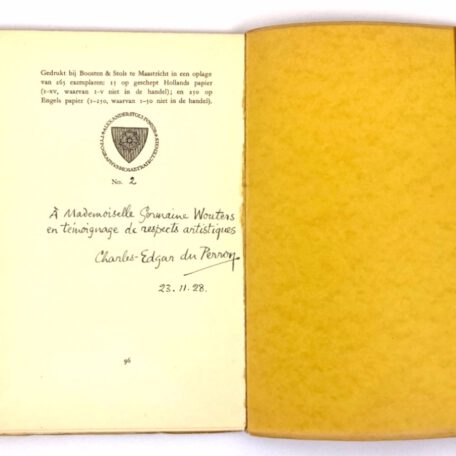 Gedrukt bij Boosten & Stols te Maastricht in een oplage
van 265 exemplaren: 15 op geschept Hollands papier
(I-XV, waarvan I-V niet in de handel); en 250 op
Engels papier (1-250, waarvan 1-50 niet in de handel).
No. 2
À Mademoiselle Germaine Wouters
en témoignage de respects artistiques
Charles-Edgar du Perron
23.11.28.
96